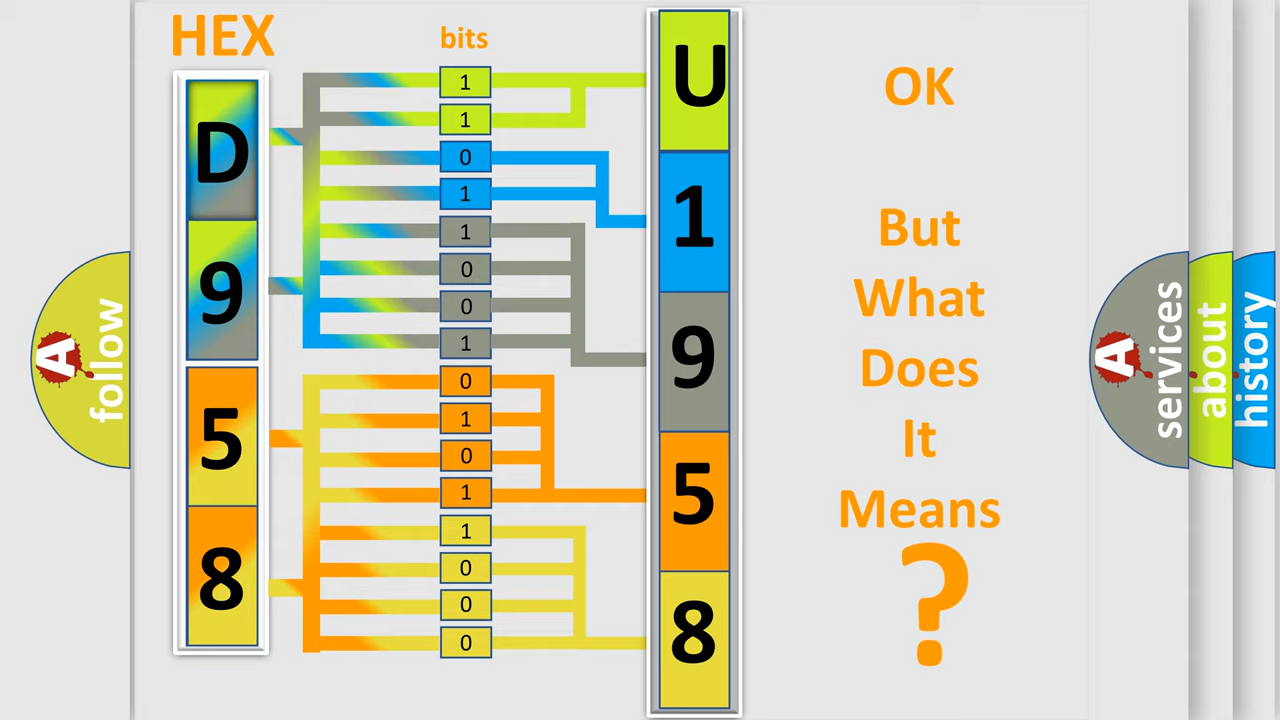 HEX
bits
D
9
5
8
1
1
0
1
1
0
0
1
0
1
0
1
1
0
0
0
U
1
9
5
8
OK
But
What
Does
It
Means
?
A
follow
A
services
about
history